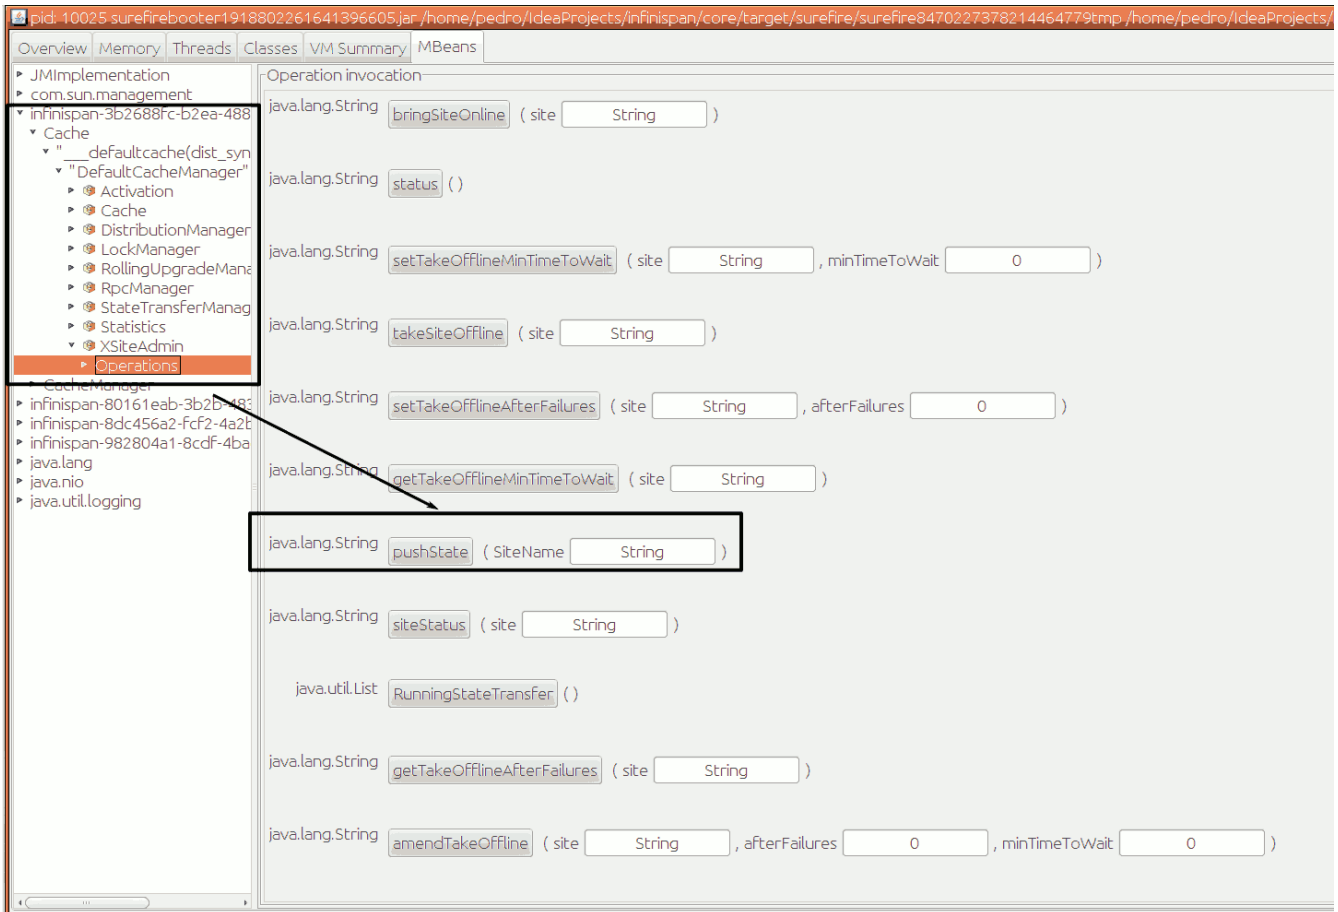 pid: 10025 surefirebooter1918802261641396605.jar /home/pedro/IdeaProjects/infinispan/core/target/surefire/surefire8470227378214464779tmp /home/pedro/IdeaProjects/
Overview Memory Threads Classes VM Summary MBeans
JMImplementation
com.sun.management
infinispan-3b2688fc-b2ea-488
Cache
"___defaultcache(dist_syn
"DefaultCacheManager"
Activation
Cache
DistributionManager
LockManager
RollingUpgradeMana
RpcManager
StateTransferManag
Statistics
XSiteAdmin
Operations
CacheManager
infinispan-80161eab-3b2b-483
infinispan-8dc456a2-fcf2-4a2b
infinispan-982804a1-8cdf-4ba
java.lang
java.nio
java.util.logging
Operation invocation
java.lang.String bringSiteOnline ( site String )
java.lang.String status ( )
java.lang.String setTakeOfflineMinTimeToWait ( site String , minTimeToWait 0 )
java.lang.String takeSiteOffline ( site String )
java.lang.String setTakeOfflineAfterFailures ( site String , afterFailures 0 )
java.lang.String getTakeOfflineMinTimeToWait ( site String )
java.lang.String pushState ( SiteName String )
java.lang.String siteStatus ( site String )
java.util.List RunningStateTransfer ( )
java.lang.String getTakeOfflineAfterFailures ( site String )
java.lang.String amendTakeOffline ( site String , afterFailures 0 , minTimeToWait 0 )